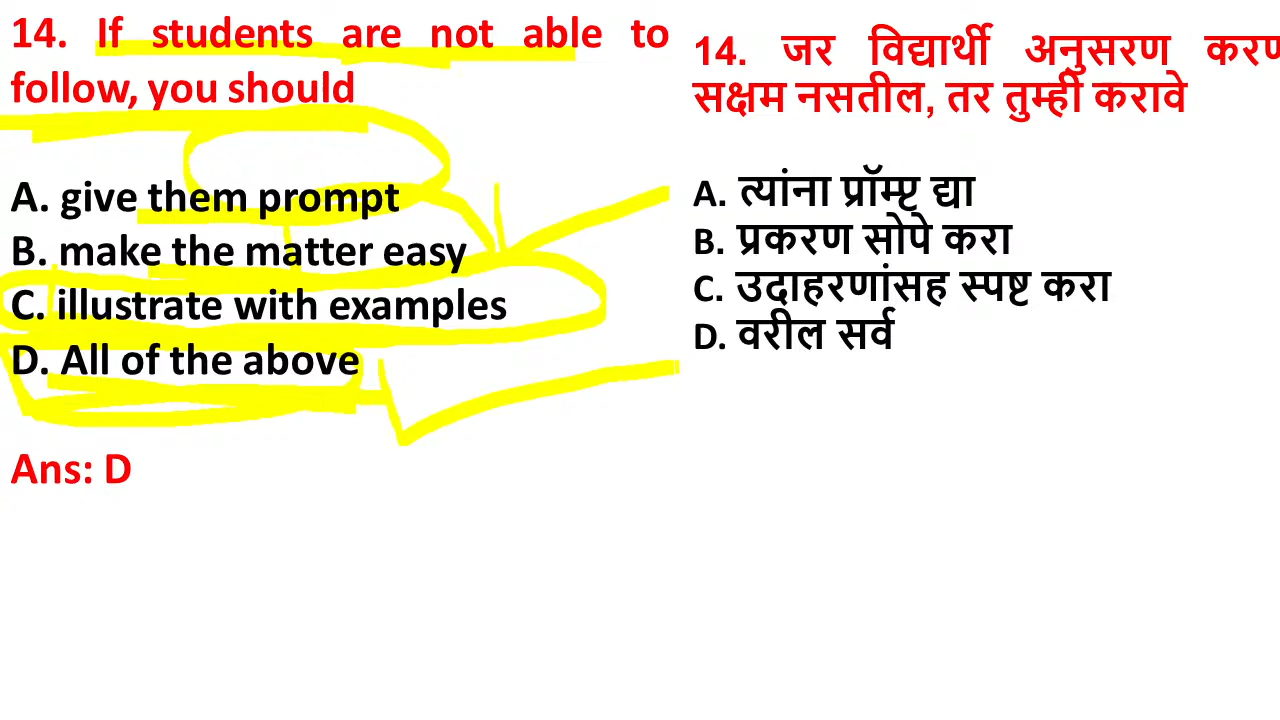 14. If students are not able to
follow, you should
A. give them prompt
B. make the matter easy
C. illustrate with examples
D. All of the above
Ans: D
14. जर विद्यार्थी अनुसरण करण
सक्षम नसतील, तर तुम्ही करावे
A. त्यांना प्रॉम्प्ट द्या
B. प्रकरण सोपे करा
C. उदाहरणांसह स्पष्ट करा
D. वरील सर्व